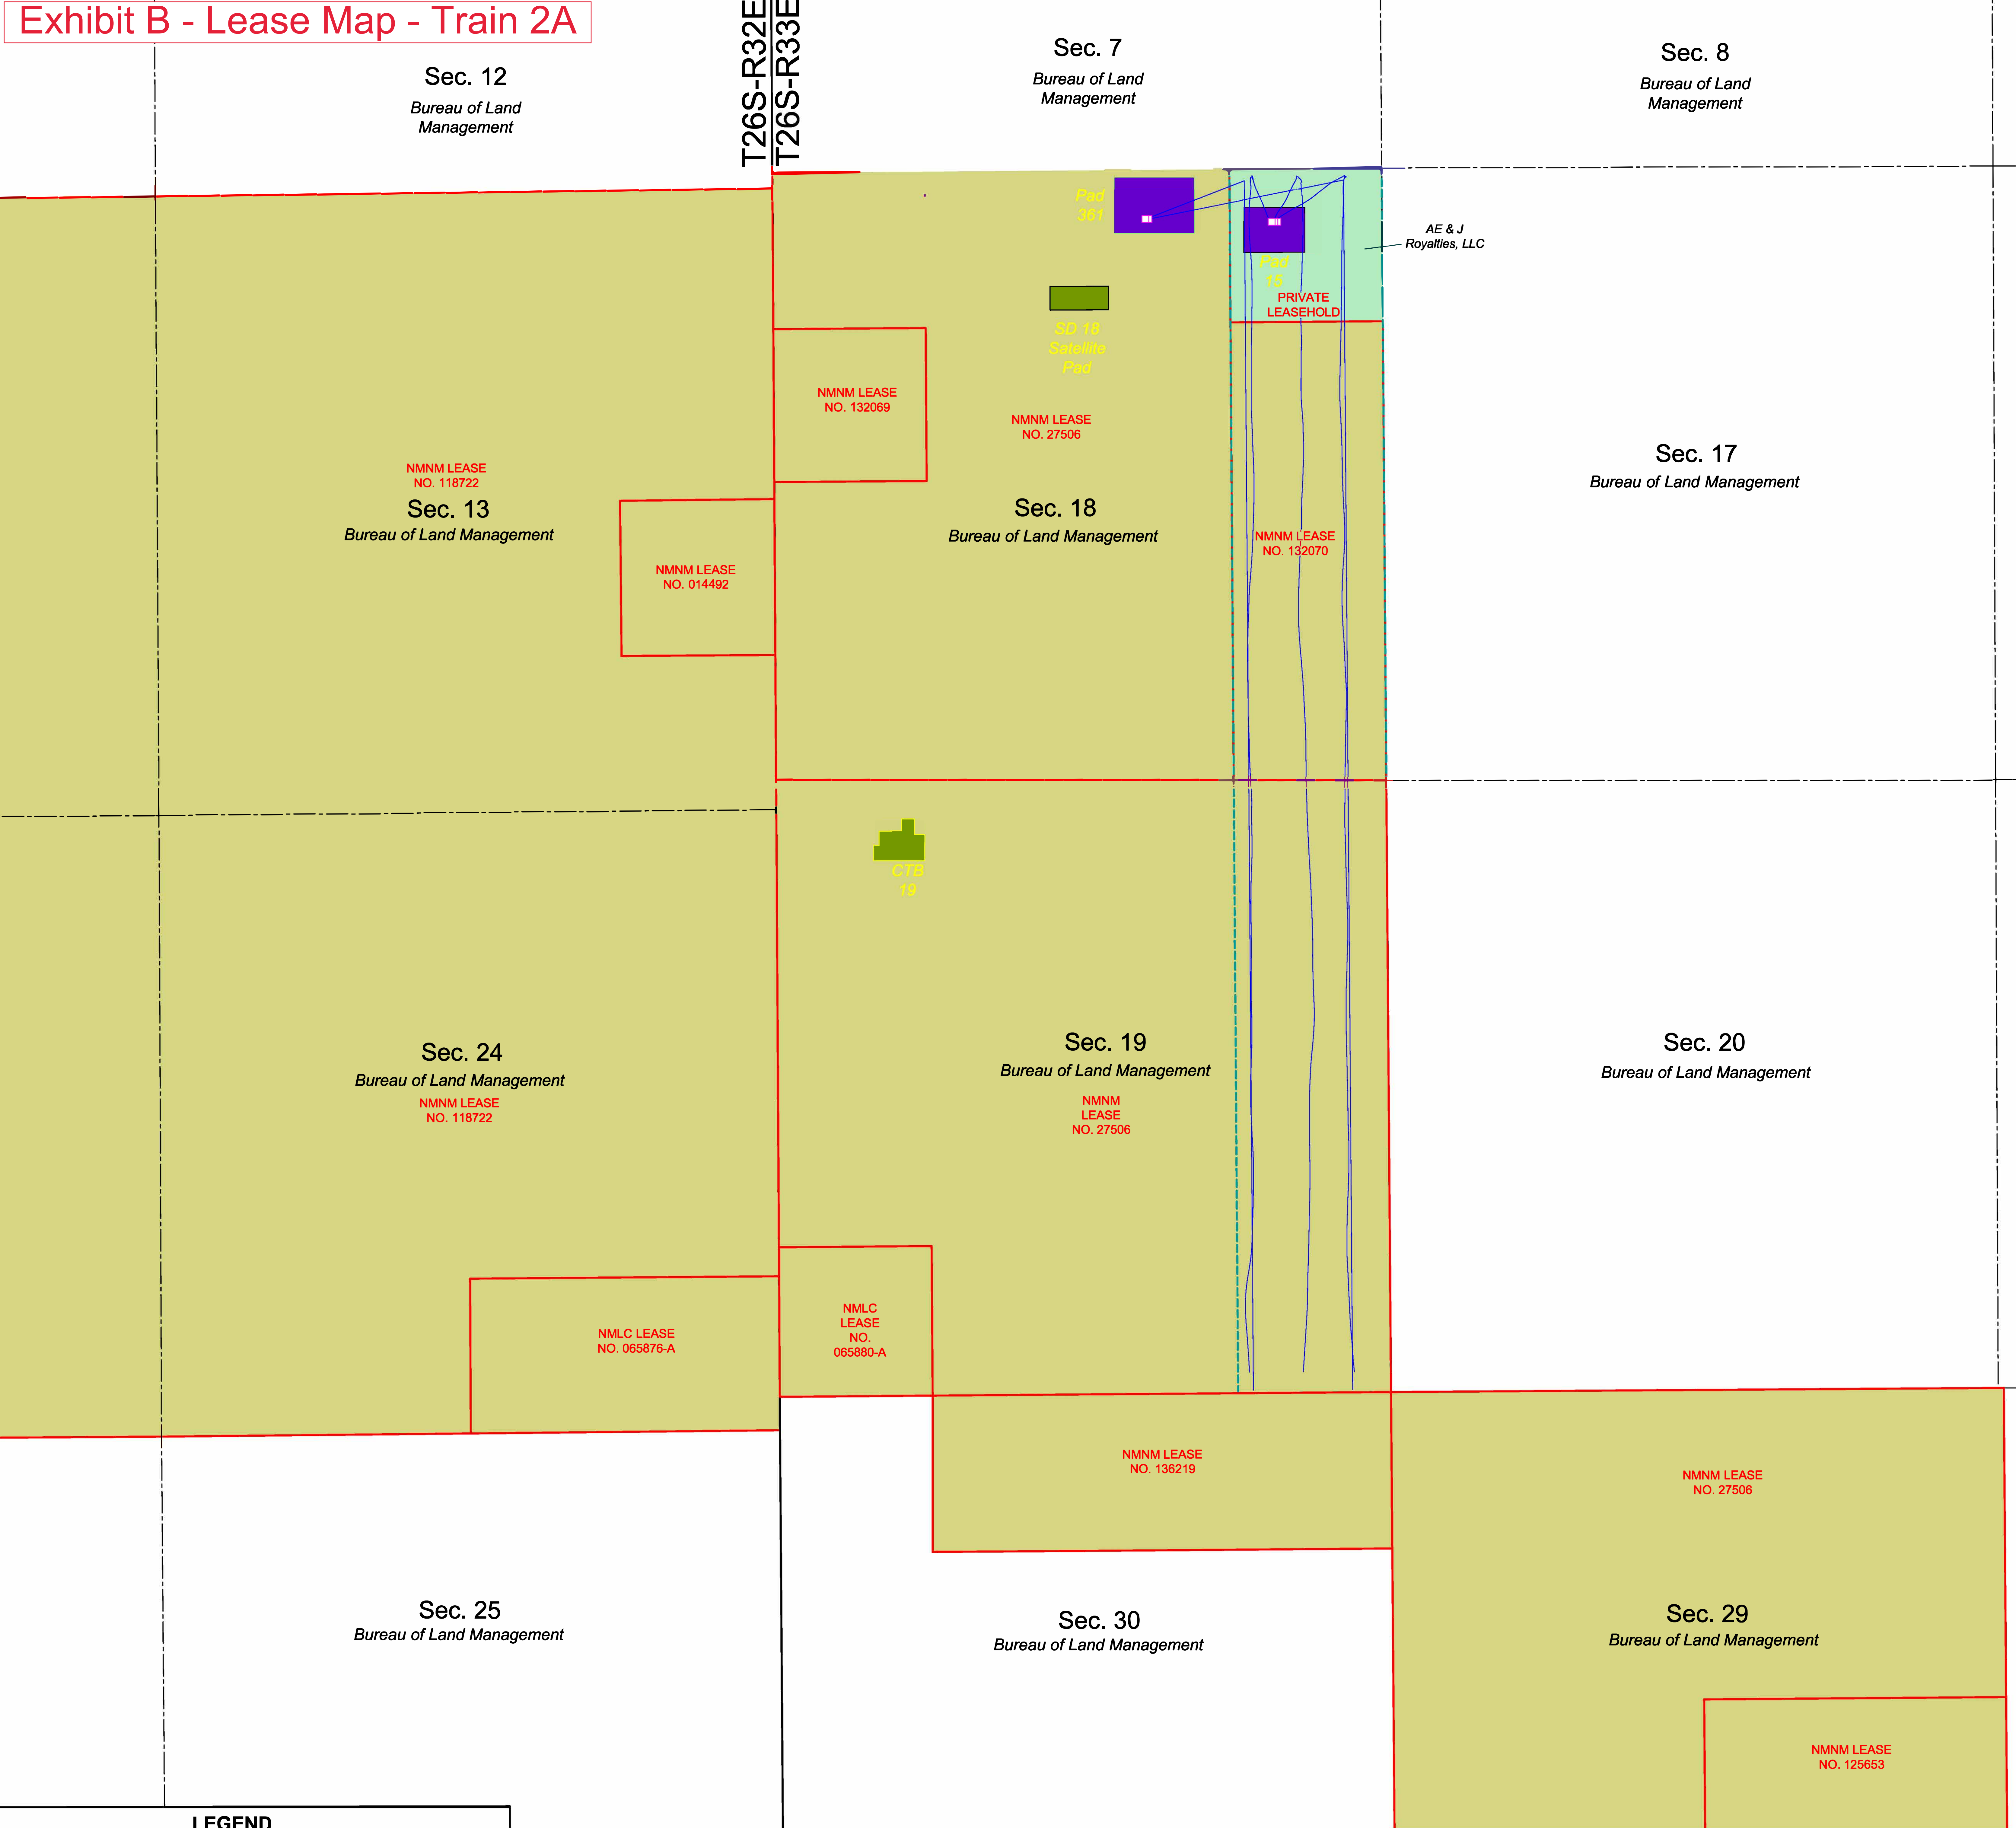 Exhibit B - Lease Map - Train 2A
T26S-R32E
T26S-R33E
Sec. 12
Bureau of Land
Management
Sec. 7
Bureau of Land
Management
Sec. 8
Bureau of Land
Management
Pad
361
AE & J
Royalties, LLC
Pad
15
PRIVATE
LEASEHOLD
SD 18
Satellite
Pad
NMNM LEASE
NO. 132069
NMNM LEASE
NO. 27506
NMNM LEASE
NO. 118722
Sec. 13
Bureau of Land Management
Sec. 18
Bureau of Land Management
Sec. 17
Bureau of Land Management
NMNM LEASE
NO. 132070
NMNM LEASE
NO. 014492
CTB
19
Sec. 24
Bureau of Land Management
NMNM LEASE
NO. 118722
Sec. 19
Bureau of Land Management
NMNM
LEASE
NO. 27506
Sec. 20
Bureau of Land Management
NMLC LEASE
NO. 065876-A
NMLC
LEASE
NO.
065880-A
NMNM LEASE
NO. 136219
NMNM LEASE
NO. 27506
Sec. 25
Bureau of Land Management
Sec. 30
Bureau of Land Management
Sec. 29
Bureau of Land Management
NMNM LEASE
NO. 125653
LEGEND